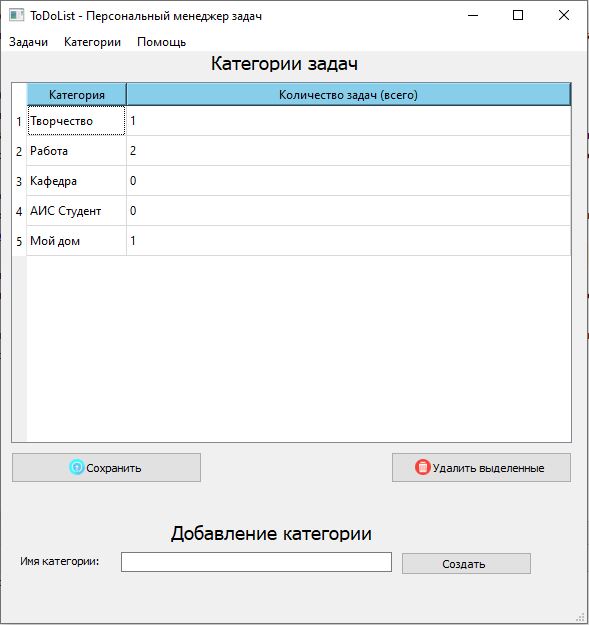 ToDoList - Персональный менеджер задач
Задачи Категории Помощь
Категории задач
Категория Количество задач (всего)
1 Творчество 1
2 Работа 2
3 Кафедра 0
4 АИС Студент 0
5 Мой дом 1
Сохранить Удалить выделенные
Добавление категории
Имя категории: Создать